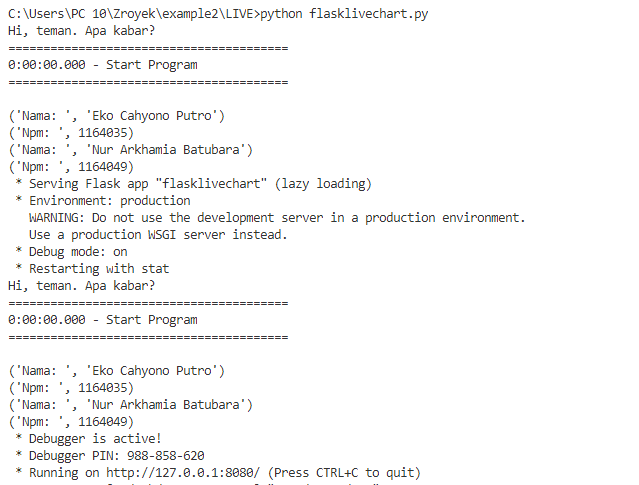 C:\Users\PC 10\Zroyek\example2\LIVE>python flasklivechart.py
Hi, teman. Apa kabar?
========================================
0:00:00.000 - Start Program
========================================
('Nama: ', 'Eko Cahyono Putro')
('Npm: ', 1164035)
('Nama: ', 'Nur Arkhamia Batubara')
('Npm: ', 1164049)
* Serving Flask app "flasklivechart" (lazy loading)
* Environment: production
WARNING: Do not use the development server in a production environment.
Use a production WSGI server instead.
* Debug mode: on
* Restarting with stat
Hi, teman. Apa kabar?
========================================
0:00:00.000 - Start Program
========================================
('Nama: ', 'Eko Cahyono Putro')
('Npm: ', 1164035)
('Nama: ', 'Nur Arkhamia Batubara')
('Npm: ', 1164049)
* Debugger is active!
* Debugger PIN: 988-858-620
* Running on http://127.0.0.1:8080/ (Press CTRL+C to quit)